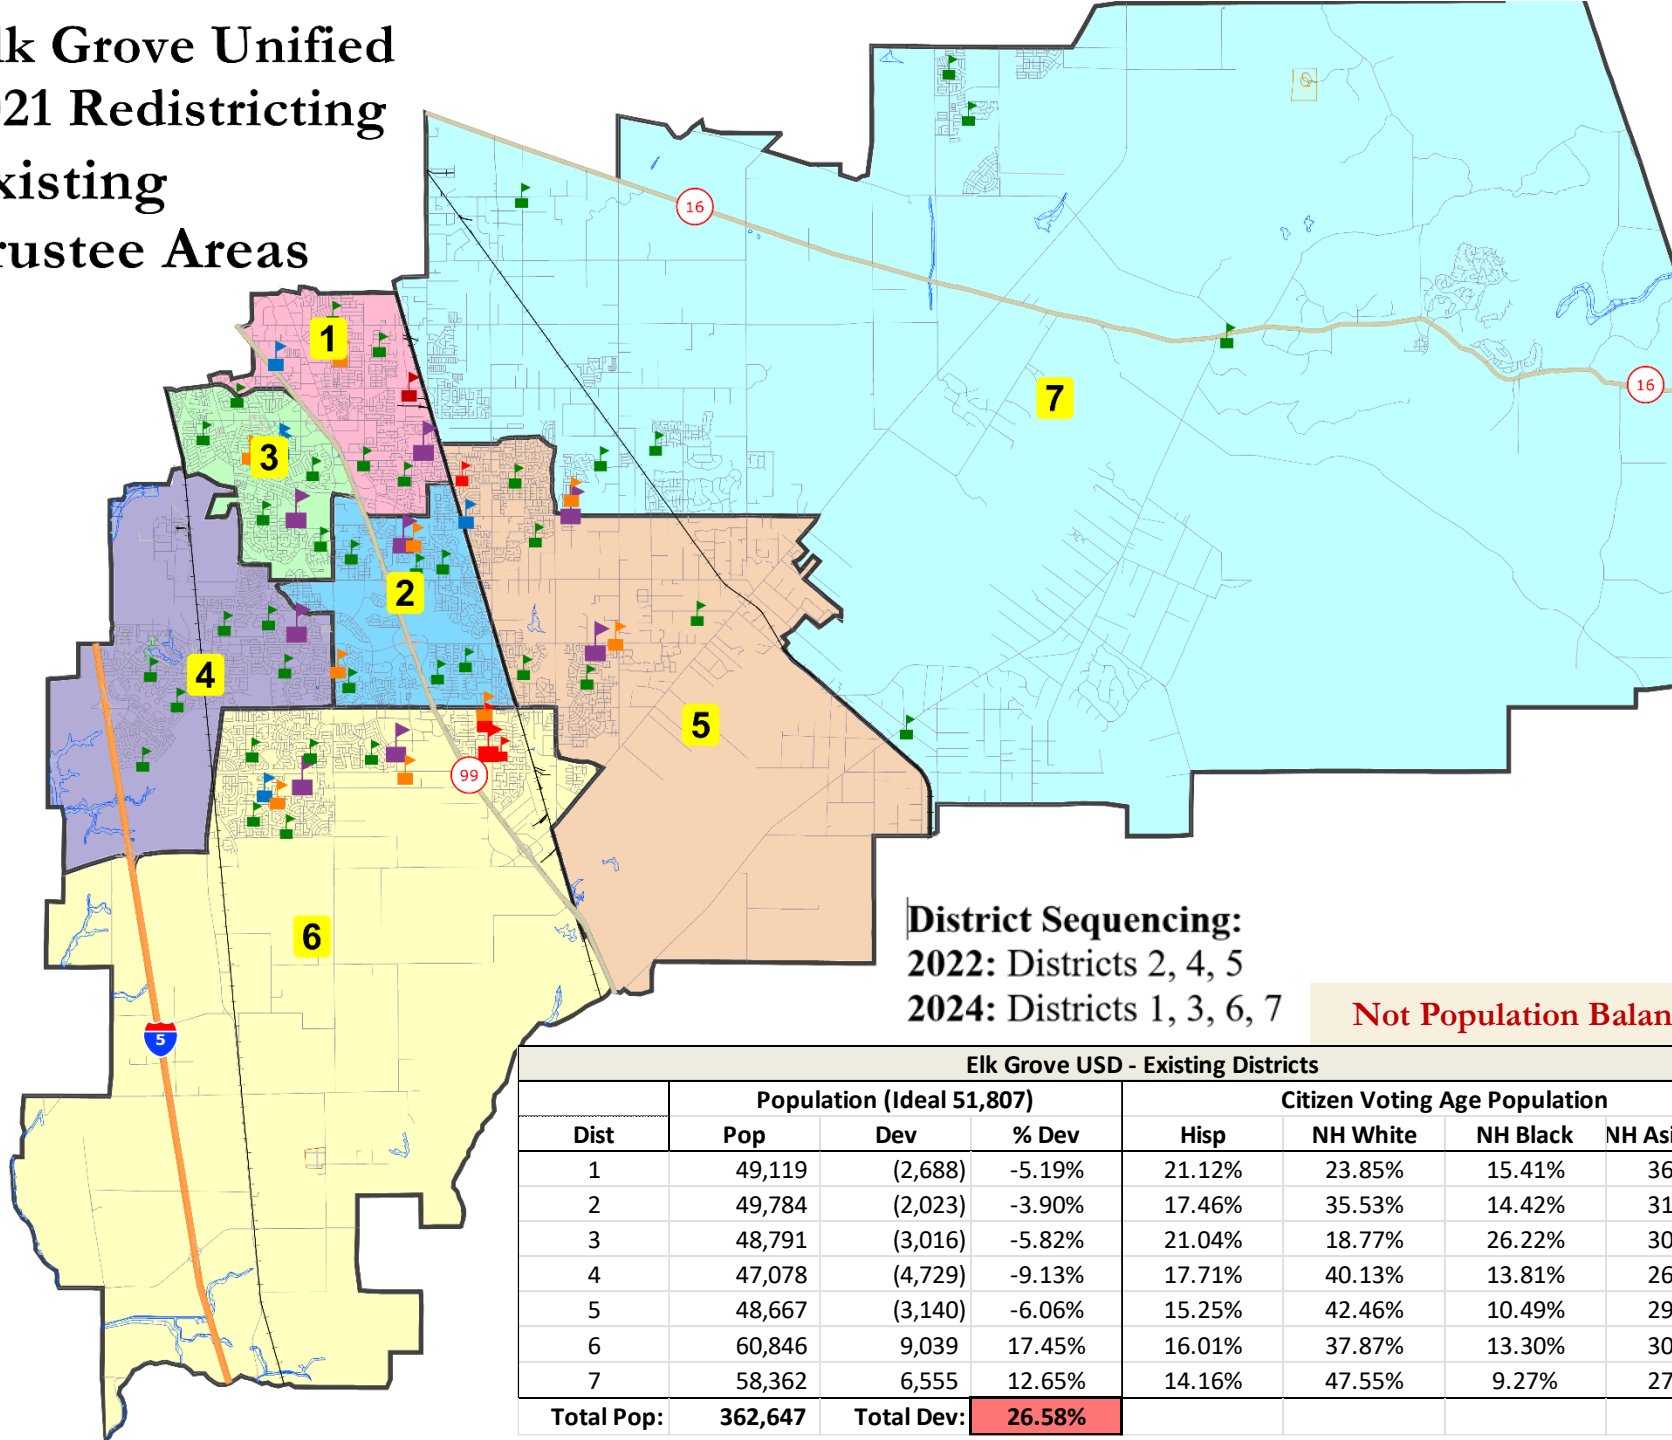 lk Grove Unified
021 Redistricting
xisting
rustee Areas
16
1
7
16
3
2
4
5
99
6
5
District Sequencing:
2022: Districts 2, 4, 5
2024: Districts 1, 3, 6, 7
Not Population Balan
Elk Grove USD - Existing Districts
Population (Ideal 51,807) Citizen Voting Age Population
Dist Pop Dev % Dev Hisp NH White NH Black NH Asi
1 49,119 (2,688) -5.19% 21.12% 23.85% 15.41% 36
2 49,784 (2,023) -3.90% 17.46% 35.53% 14.42% 31
3 48,791 (3,016) -5.82% 21.04% 18.77% 26.22% 30
4 47,078 (4,729) -9.13% 17.71% 40.13% 13.81% 26
5 48,667 (3,140) -6.06% 15.25% 42.46% 10.49% 29
6 60,846 9,039 17.45% 16.01% 37.87% 13.30% 30
7 58,362 6,555 12.65% 14.16% 47.55% 9.27% 27
Total Pop: 362,647 Total Dev: 26.58%